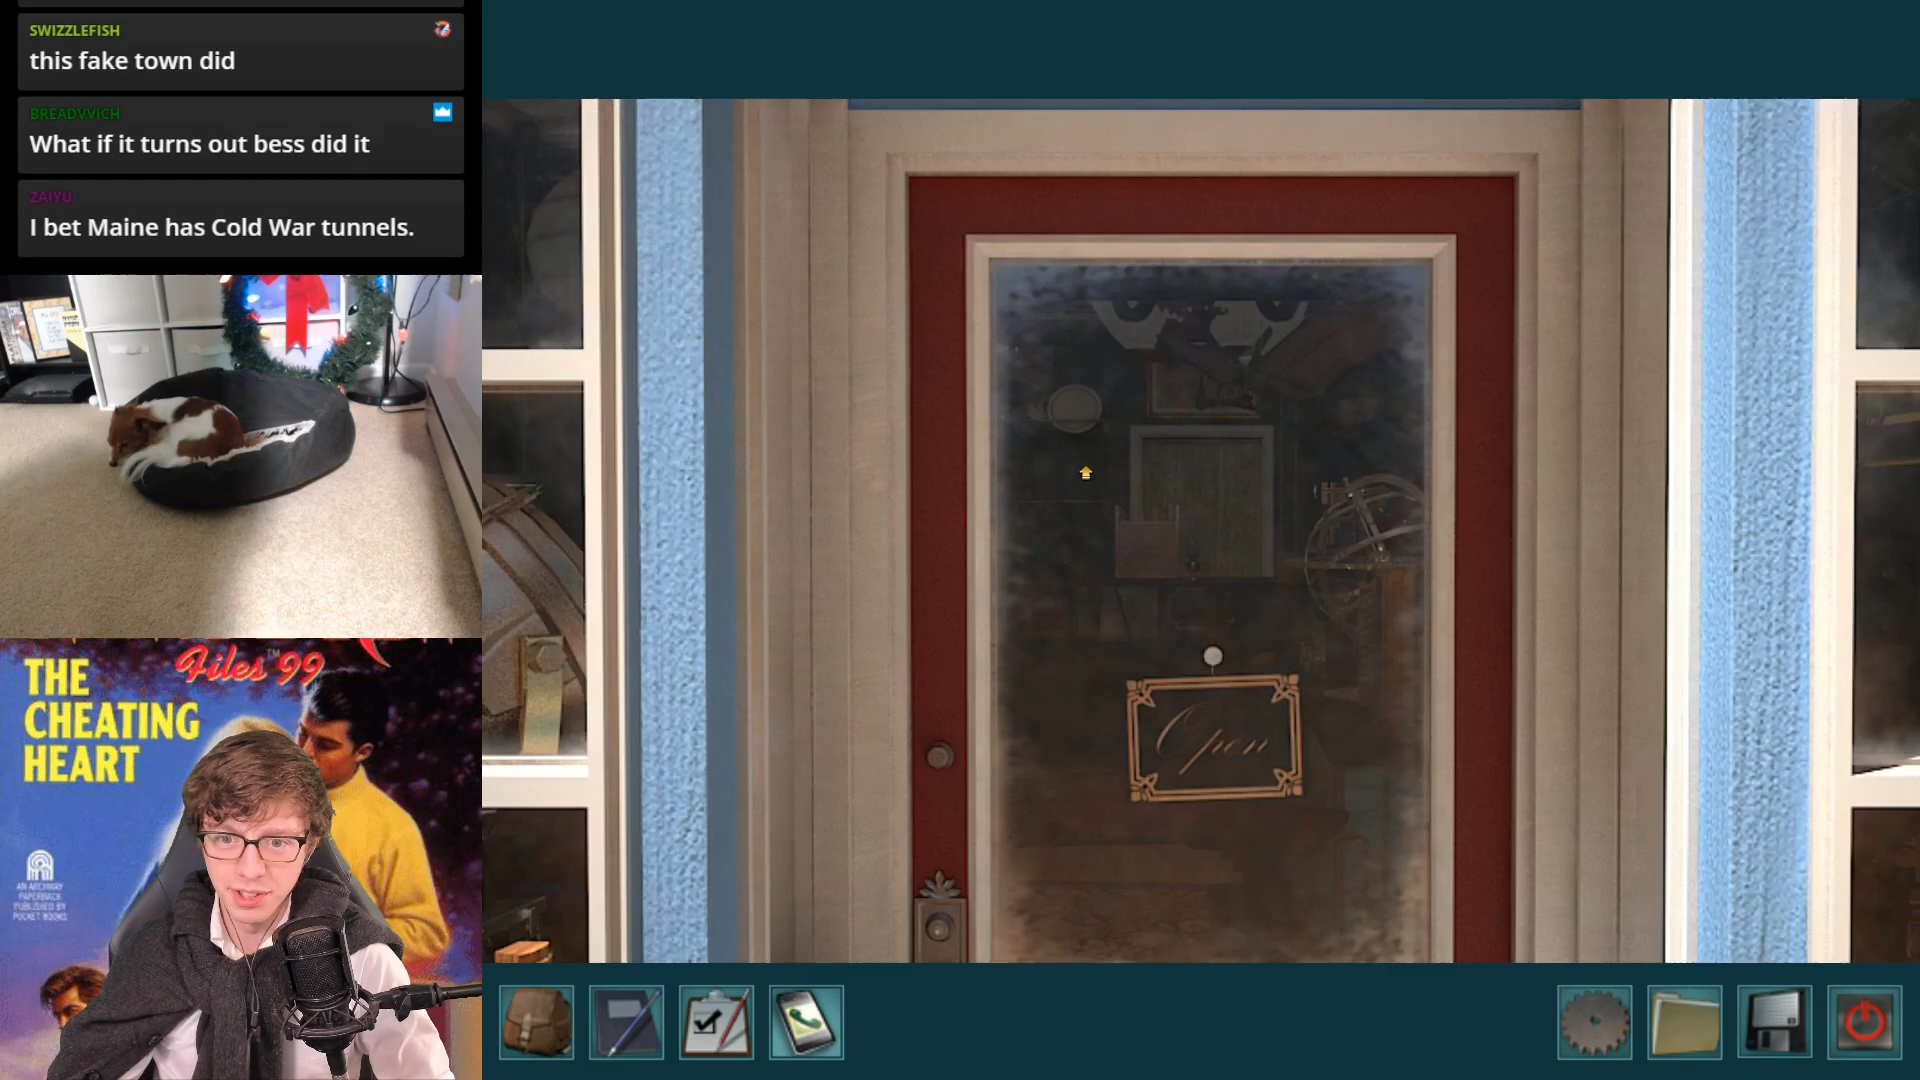 SWIZZLEFISH
this fake town did
BREADVVICH
What if it turns out bess did it
ZAIYU
I bet Maine has Cold War tunnels.
Files 99
THE
CHEATING
HEART
AN ARCHWAY
PAPERBACK
PUBLISHED BY
POCKET BOOKS
Open